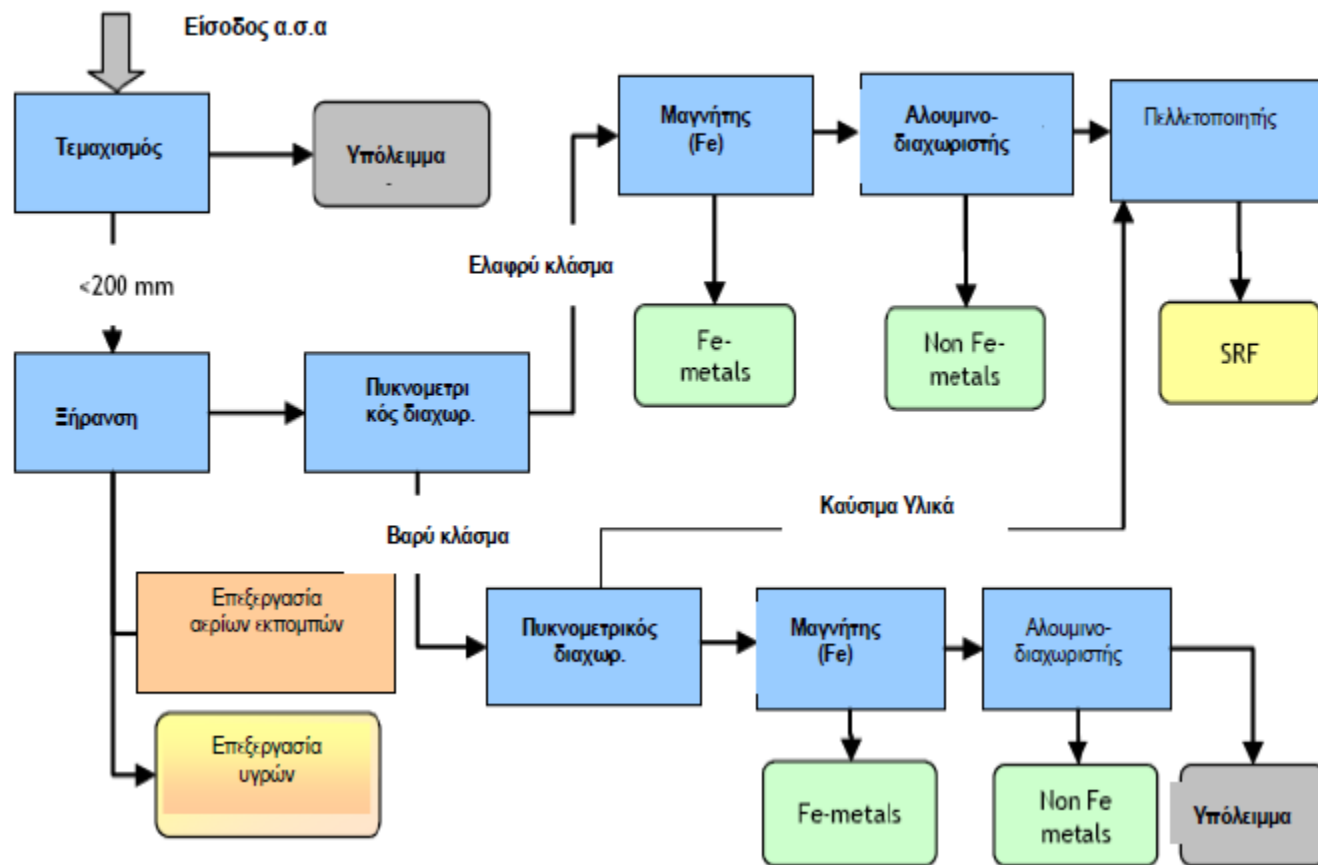 Είσοδος α.σ.α
Τεμαχισμός
Υπόλειμμα
-
Μαγνήτης
(Fe)
Αλουμινο-
διαχωριστής
Πελλετοποιητής
<200 mm
Ελαφρύ κλάσμα
Fe-
metals
Non Fe-
metals
SRF
Ξήρανση
Πυκνομετρι
κός διαχωρ.
Βαρύ κλάσμα
Καύσιμα Υλικά
Επεξεργασία
αερίων εκπομπών
Πυκνομετρικός
διαχωρ.
Μαγνήτης
(Fe)
Αλουμινο-
διαχωριστής
Επεξεργασία
υγρών
Fe-metals
Non Fe
metals
Υπόλειμμα